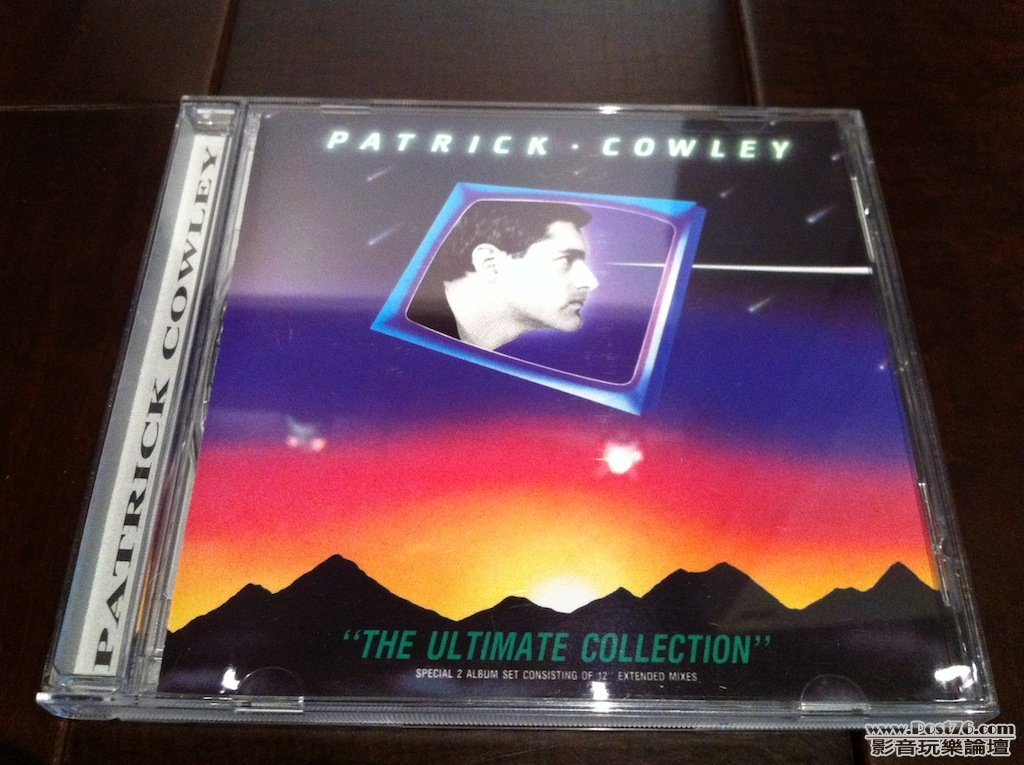 PATRICK · COWLEY
PATRICK COWLEY
“THE ULTIMATE COLLECTION”
SPECIAL 2 ALBUM SET CONSISTING OF 12" EXTENDED MIXES
www.Post76.com
影音玩樂論壇